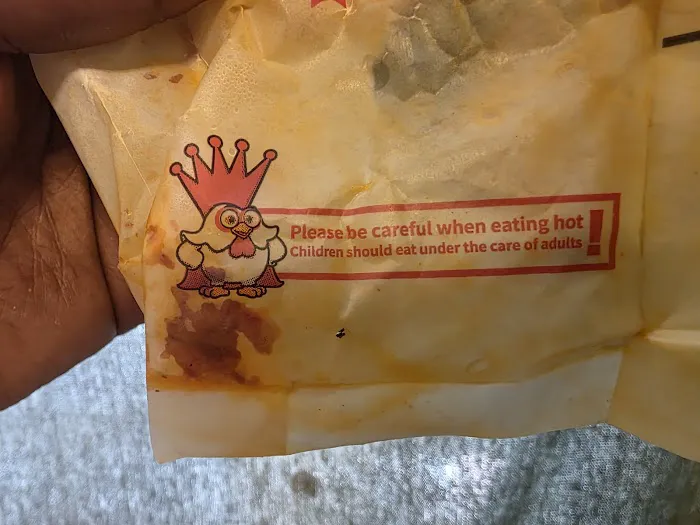 Please be careful when eating hot
Children should eat under the care of adults !